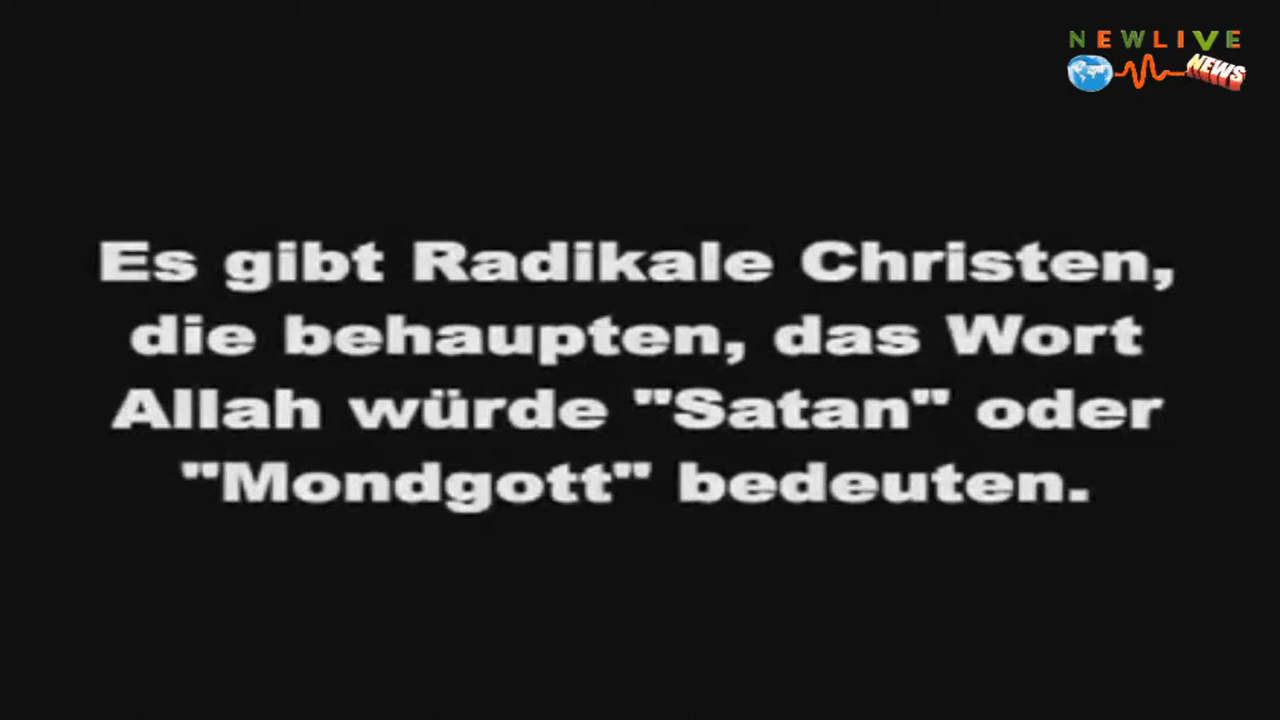 NEWLIVE
NEWS
Es gibt Radikale Christen,
die behaupten, das Wort
Allah würde "Satan" oder
"Mondgott" bedeuten.